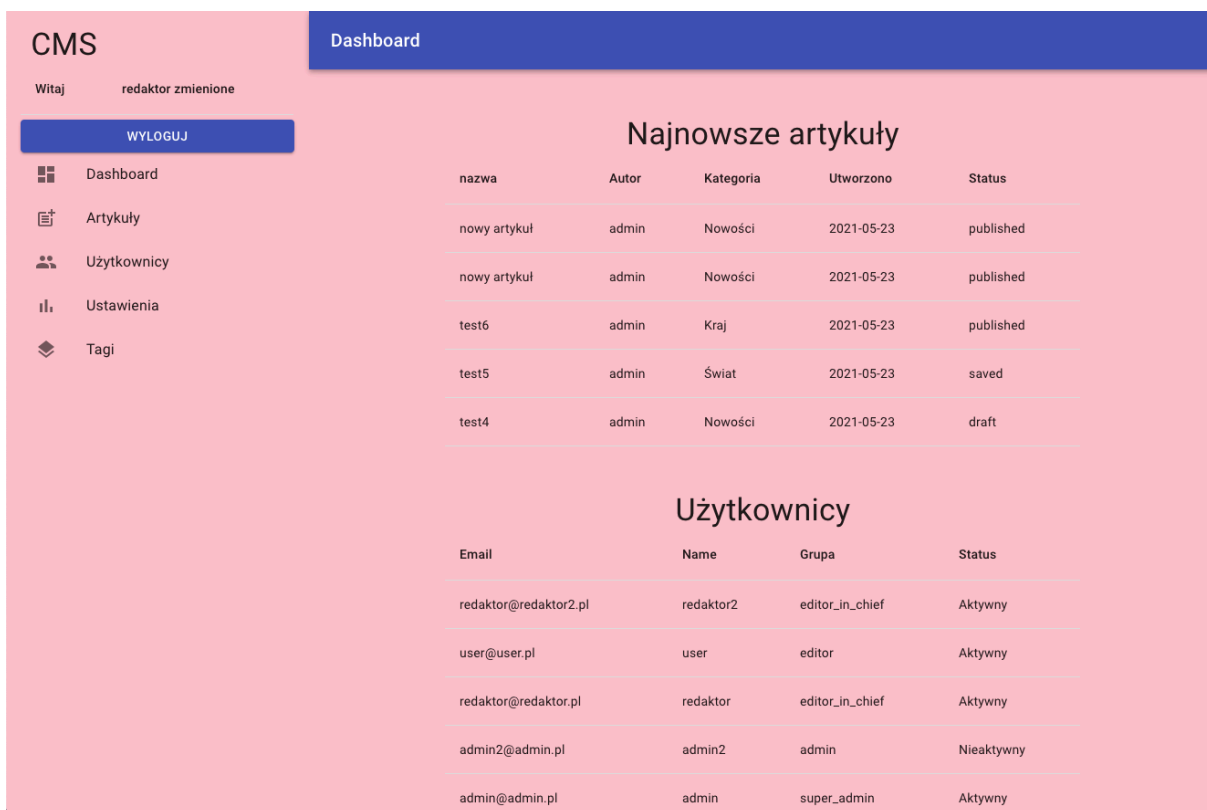 CMS
Witaj redaktor zmienione
WYLOGUJ
Dashboard
Artykuły
Użytkownicy
Ustawienia
Tagi
Dashboard
Najnowsze artykuły
nazwa Autor Kategoria Utworzono Status
nowy artykuł admin Nowości 2021-05-23 published
nowy artykuł admin Nowości 2021-05-23 published
test6 admin Kraj 2021-05-23 published
test5 admin Świat 2021-05-23 saved
test4 admin Nowości 2021-05-23 draft
Użytkownicy
Email Name Grupa Status
redaktor@redaktor2.pl redaktor2 editor_in_chief Aktywny
user@user.pl user editor Aktywny
redaktor@redaktor.pl redaktor editor_in_chief Aktywny
admin2@admin.pl admin2 admin Nieaktywny
admin@admin.pl admin super_admin Aktywny